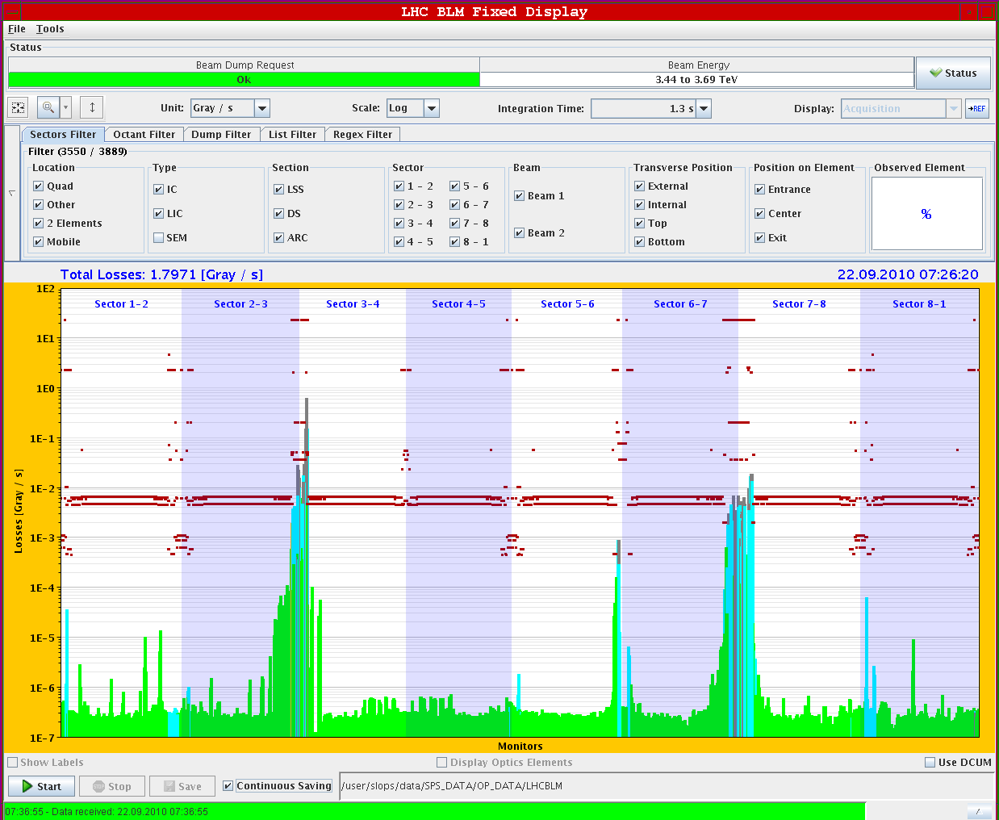 LHC BLM Fixed Display
File Tools
Status
Beam Dump Request Beam Energy
Ok 3.44 to 3.69 TeV Status
Unit: Gray / s Scale: Log Integration Time: 1.3 s Display: Acquisition →REF
Sectors Filter Octant Filter Dump Filter List Filter Regex Filter
Filter (3550 / 3889)
Location Type Section Sector Beam Transverse Position Position on Element Observed Element
Quad IC LSS 1 - 2 5 - 6 Beam 1 External Entrance
Other LIC DS 2 - 3 6 - 7 Internal Center %
2 Elements SEM ARC 3 - 4 7 - 8 Beam 2 Top Exit
Mobile 4 - 5 8 - 1 Bottom
Total Losses: 1.7971 [Gray / s] 22.09.2010 07:26:20
1E2
Sector 1-2 Sector 2-3 Sector 3-4 Sector 4-5 Sector 5-6 Sector 6-7 Sector 7-8 Sector 8-1
1E1
1E0
1E-1
1E-2
1E-3
1E-4
1E-5
1E-6
1E-7
Losses [Gray / s]
Monitors
Show Labels Display Optics Elements Use DCUM
Start Stop Save Continuous Saving /user/slops/data/SPS_DATA/OP_DATA/LHCBLM
07:36:55 - Data received: 22.09.2010 07:36:55